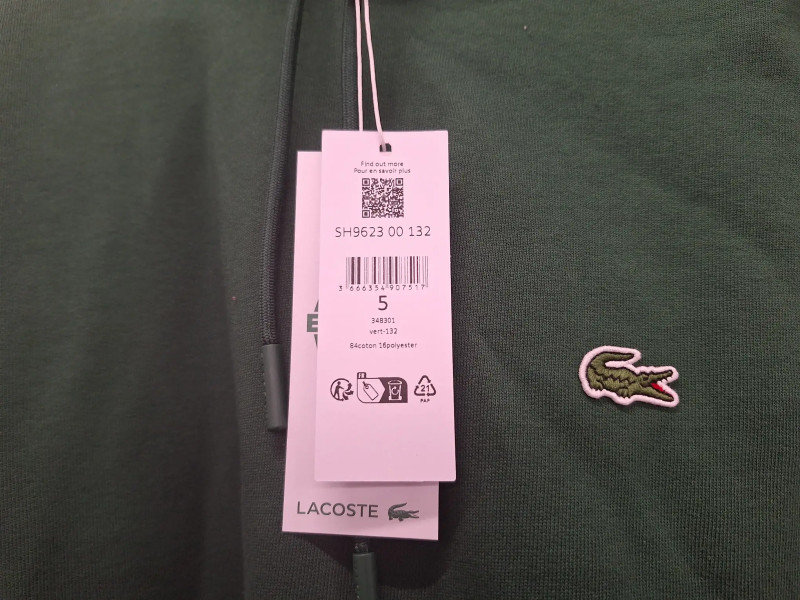 Find out more
Pour en savoir plus
SH9623 00 132
3 666354 907517
5
348301
vert-132
84coton 16polyester
FR
21
PAP
LACOSTE